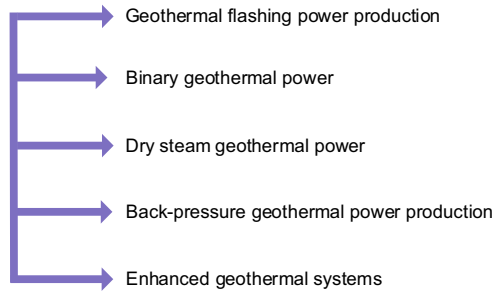 Geothermal flashing power production
Binary geothermal power
Dry steam geothermal power
Back-pressure geothermal power production
Enhanced geothermal systems